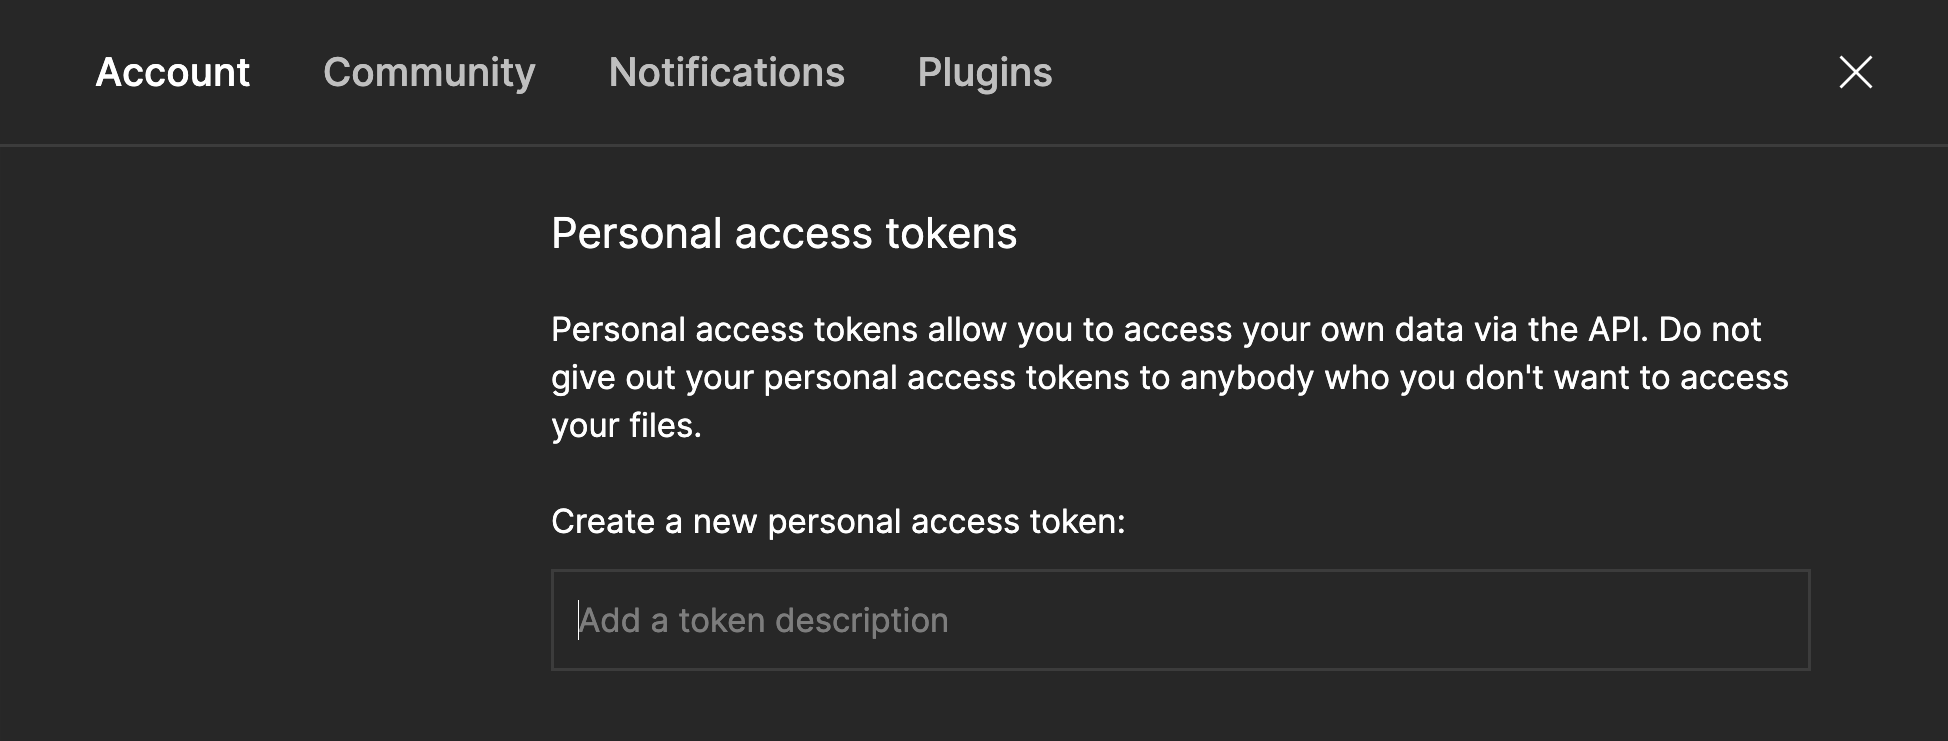 Account Community Notifications Plugins
Personal access tokens
Personal access tokens allow you to access your own data via the API. Do not
give out your personal access tokens to anybody who you don't want to access
your files.
Create a new personal access token:
Add a token description